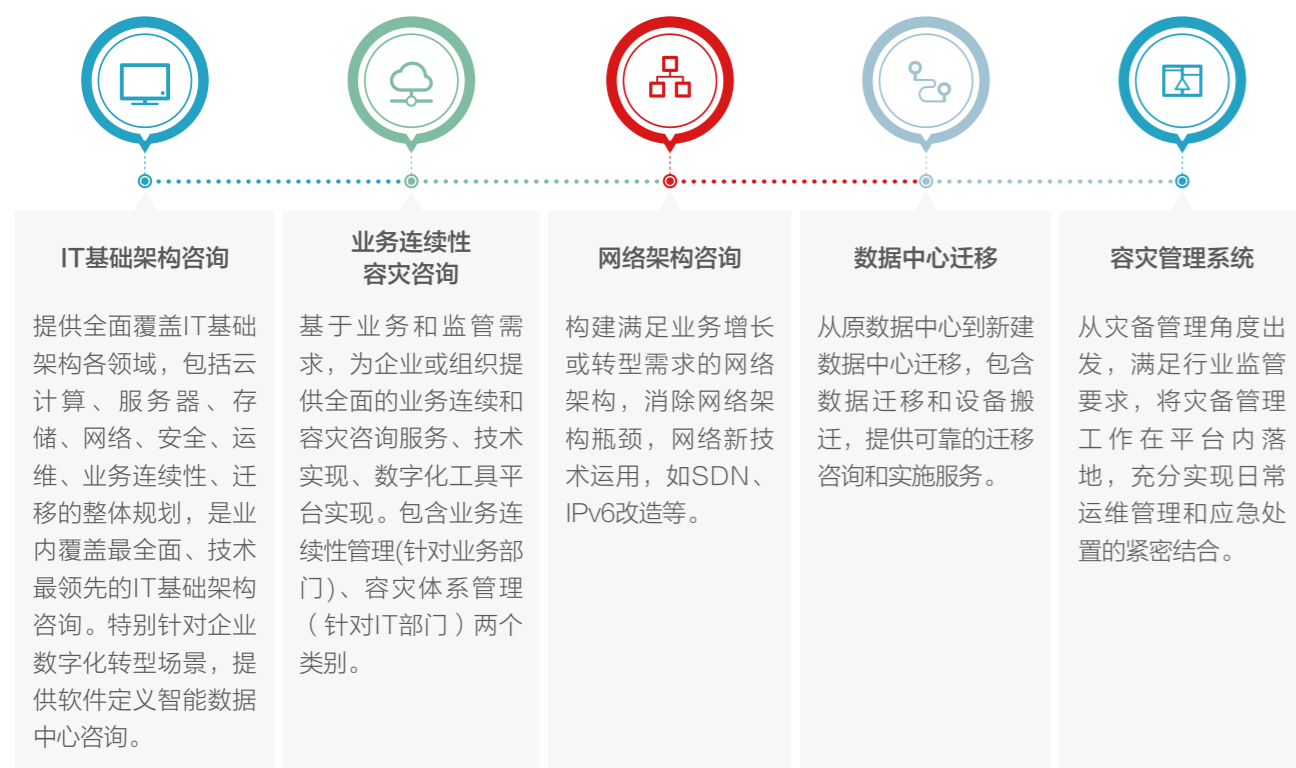 IT基础架构咨询
提供全面覆盖IT基础
架构各领域，包括云
计算、服务器、存
储、网络、安全、运
维、业务连续性、迁
移的整体规划，是业
内覆盖最全面、技术
最领先的IT基础架构
咨询。特别针对企业
数字化转型场景，提
供软件定义智能数据
中心咨询。
业务连续性
容灾咨询
基于业务和监管需
求，为企业或组织提
供全面的业务连续和
容灾咨询服务、技术
实现、数字化工具平
台实现。包含业务连
续性管理(针对业务部
门)、容灾体系管理
（针对IT部门）两个
类别。
网络架构咨询
构建满足业务增长
或转型需求的网络
架构，消除网络架
构瓶颈，网络新技
术运用，如SDN、
IPv6改造等。
数据中心迁移
从原数据中心到新建
数据中心迁移，包含
数据迁移和设备搬
迁，提供可靠的迁移
咨询和实施服务。
容灾管理系统
从灾备管理角度出
发，满足行业监管
要求，将灾备管理
工作在平台内落
地，充分实现日常
运维管理和应急处
置的紧密结合。